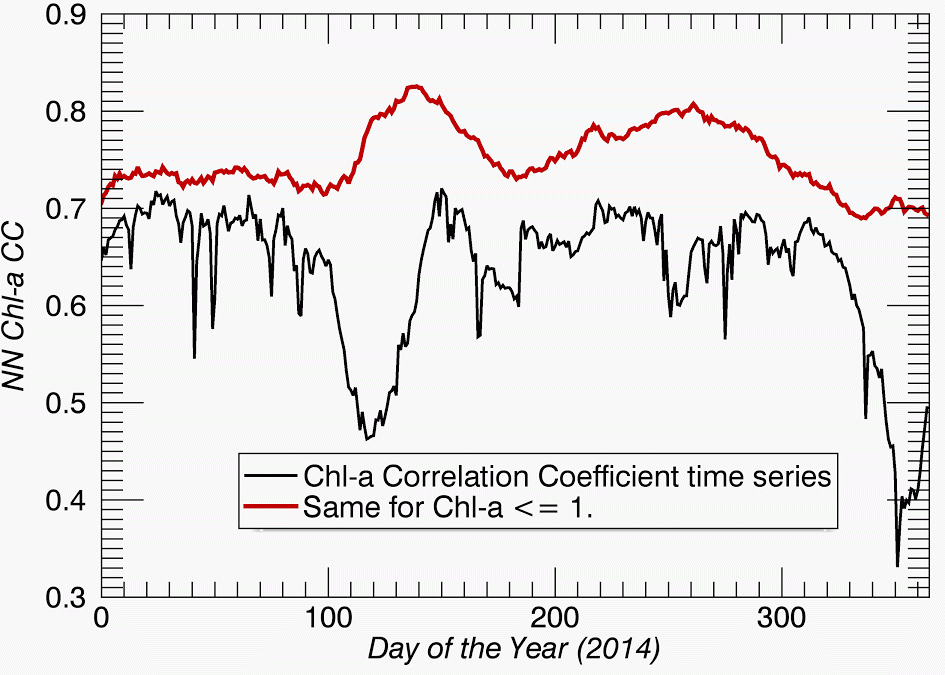 0.9
0.8
0.7
0.6
0.5
0.4
0.3
NN Chl-a CC
Chl-a Correlation Coefficient time series
Same for Chl-a <= 1.
0 100 200 300
Day of the Year (2014)